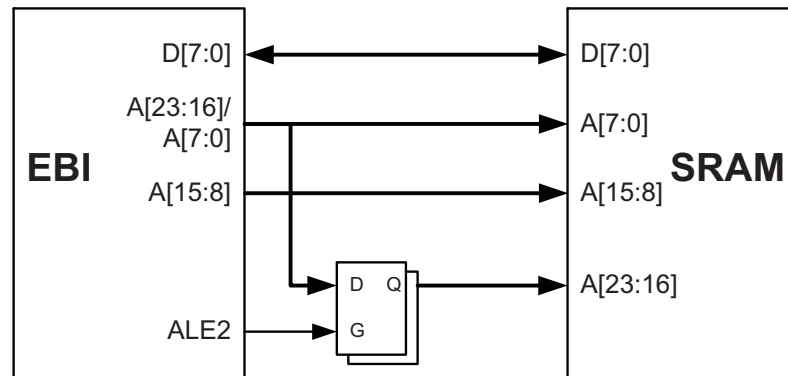 D[7:0]
D[7:0]
A[23:16]/
A[7:0]
A[7:0]
EBI
SRAM
A[15:8]
A[15:8]
D
Q
A[23:16]
ALE2
G